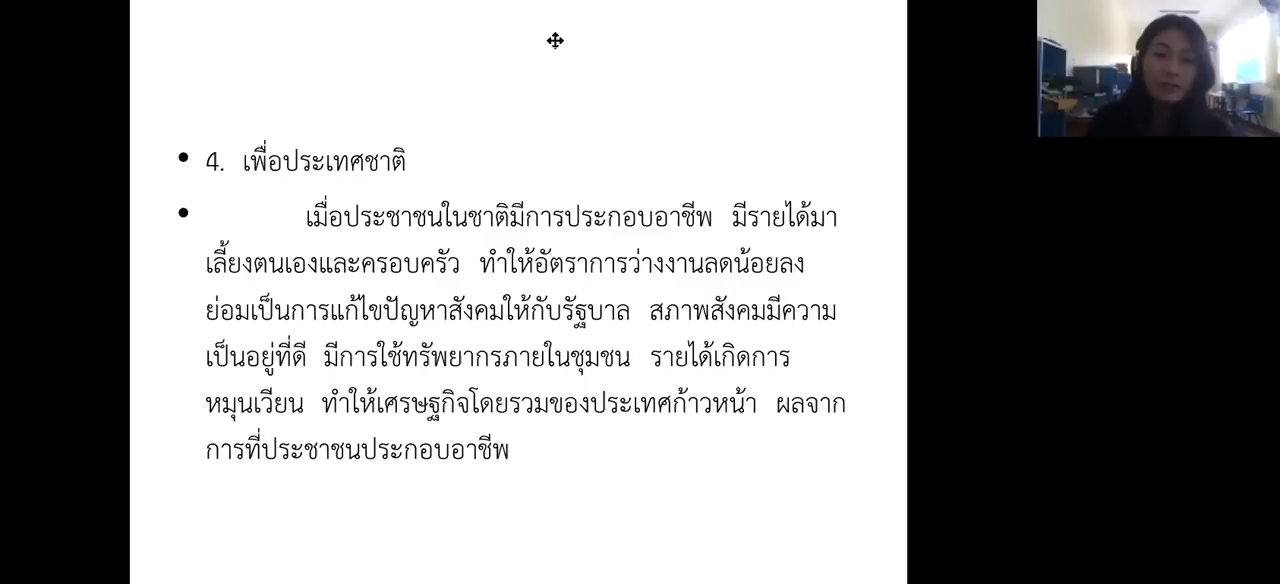 • 4. เพื่อประเทศชาติ
• เมื่อประชาชนในชาติมีการประกอบอาชีพ มีรายได้มา
เลี้ยงตนเองและครอบครัว ทำให้อัตราการว่างงานลดน้อยลง
ย่อมเป็นการแก้ไขปัญหาสังคมให้กับรัฐบาล สภาพสังคมมีความ
เป็นอยู่ที่ดี มีการใช้ทรัพยากรภายในชุมชน รายได้เกิดการ
หมุนเวียน ทำให้เศรษฐกิจโดยรวมของประเทศก้าวหน้า ผลจาก
การที่ประชาชนประกอบอาชีพ